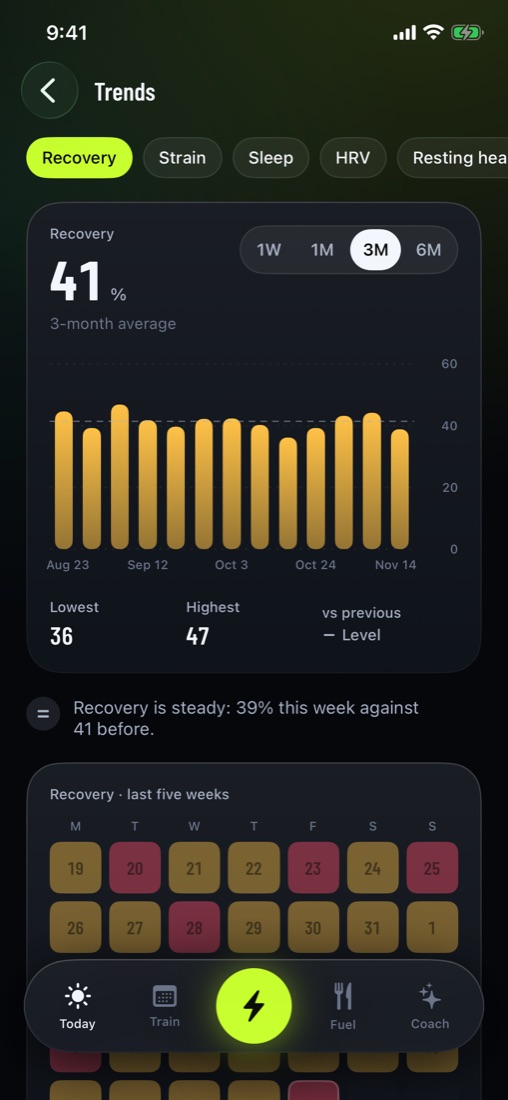 9:41
Trends
Recovery Strain Sleep HRV Resting hea
Recovery
1W 1M 3M 6M
41 %
3-month average
60
40
20
0
Aug 23 Sep 12 Oct 3 Oct 24 Nov 14
Lowest Highest vs previous
36 47 – Level
Recovery is steady: 39% this week against
41 before.
Recovery · last five weeks
M T W T F S S
19 20 21 22 23 24 25
26 27 28 29 30 31 1
Today Train Fuel Coach